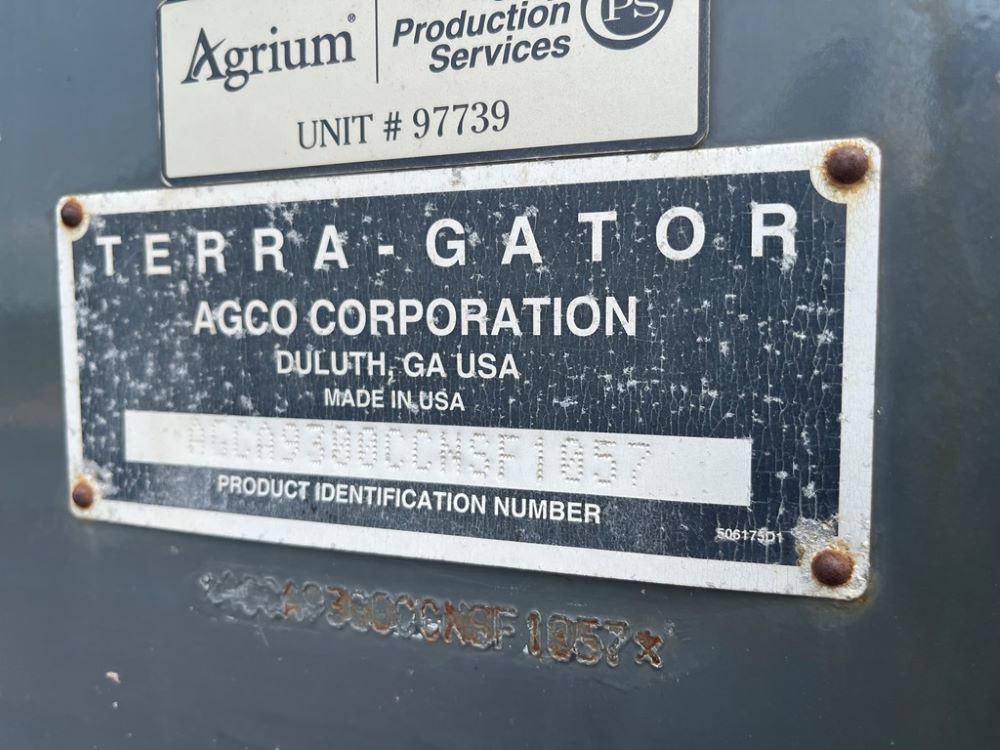 Agrium®
Production
Services
PS
UNIT # 97739
TERRA-GATOR
AGCO CORPORATION
DULUTH, GA USA
MADE IN USA
AGCA9300CCNSF1057
PRODUCT IDENTIFICATION NUMBER
506175D1
*AGCA9300CCNSF1057*